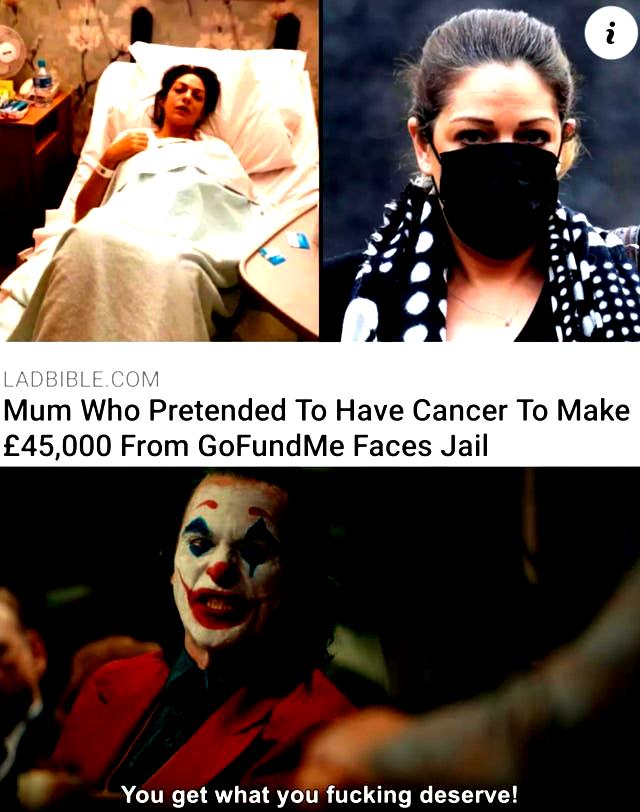 i
LADBIBLE.COM
Mum Who Pretended To Have Cancer To Make
£45,000 From GoFundMe Faces Jail
You get what you fucking deserve!